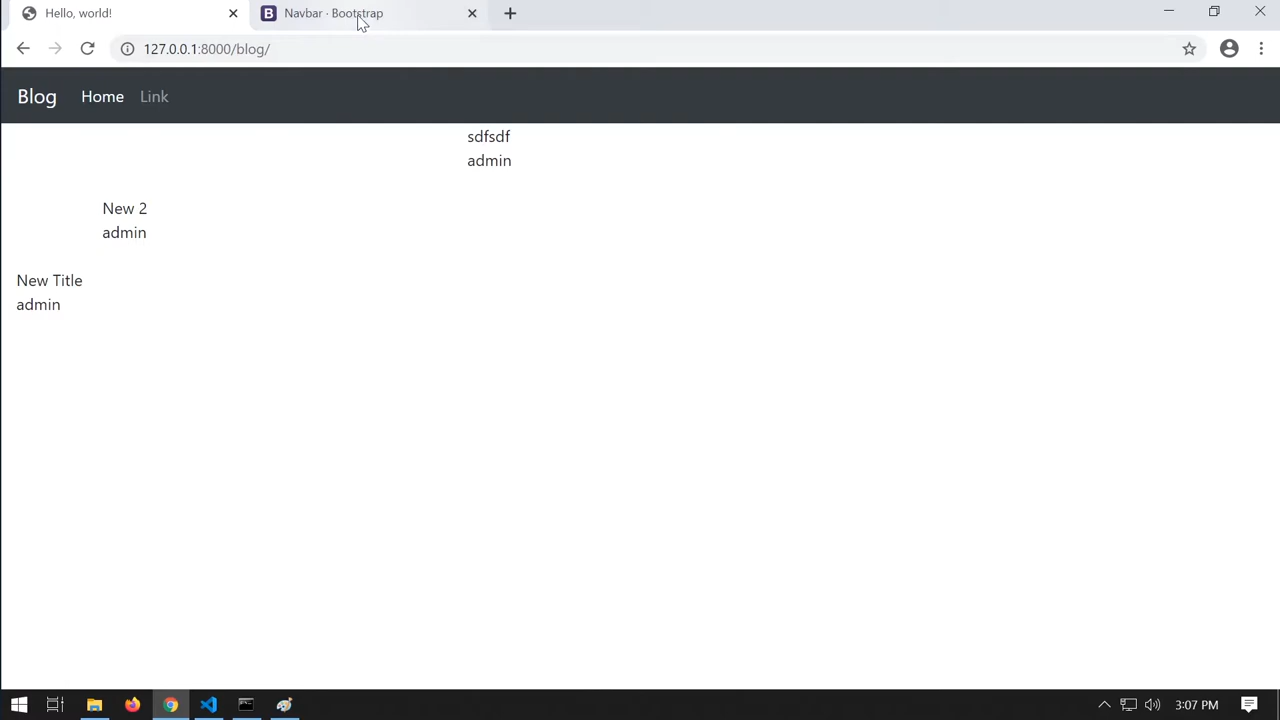 Hello, world!
Navbar · Bootstrap
127.0.0.1:8000/blog/
Blog Home Link
sdfsdf
admin
New 2
admin
New Title
admin
3:07 PM